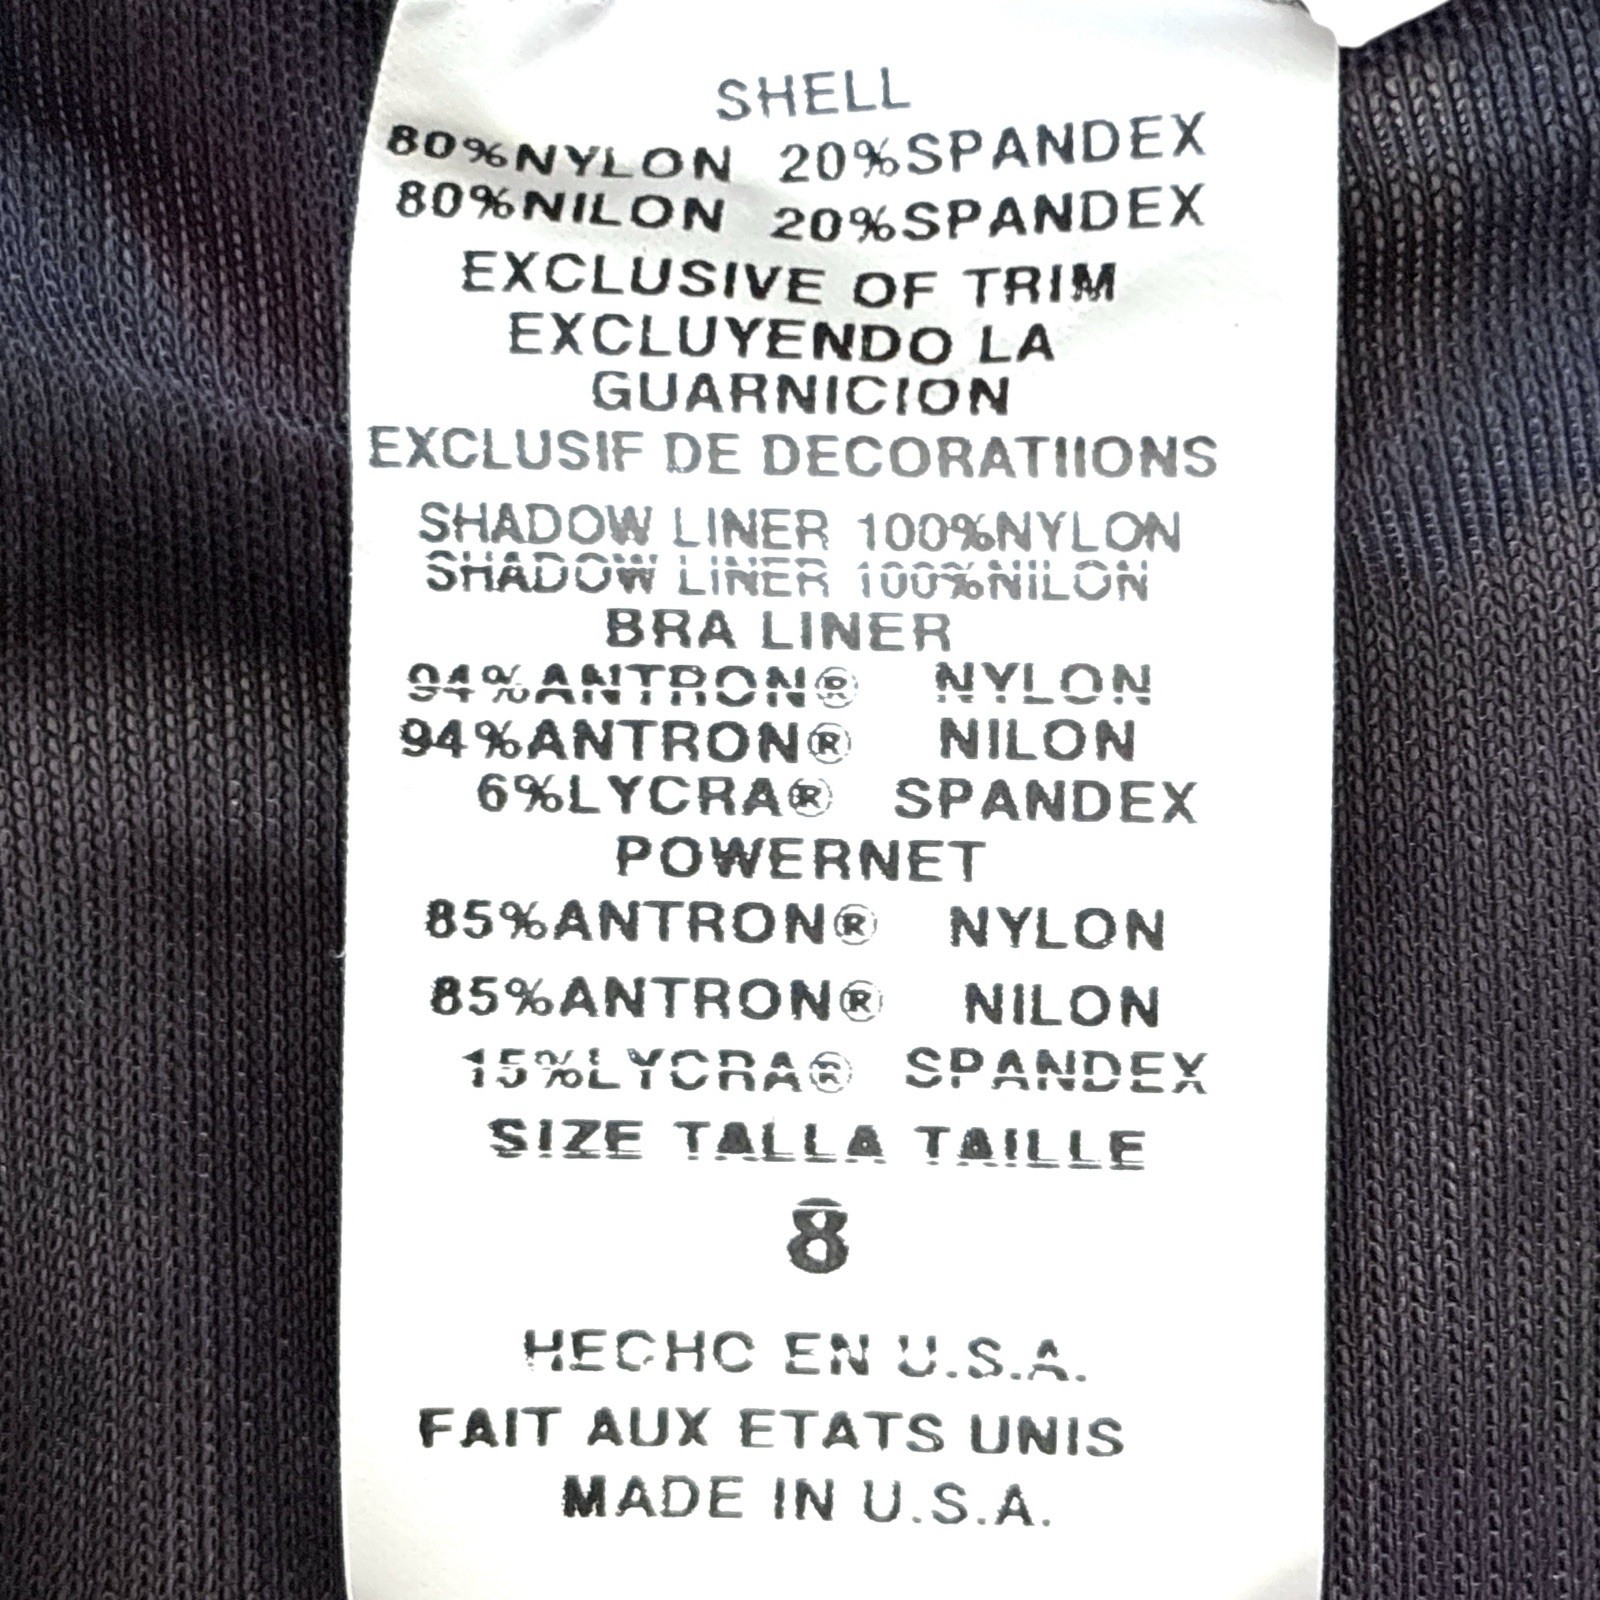 SHELL
80%NYLON 20%SPANDEX
80%NILON 20%SPANDEX
EXCLUSIVE OF TRIM
EXCLUYENDO LA
GUARNICION
EXCLUSIF DE DECORATIIONS
SHADOW LINER 100%NYLON
SHADOW LINER 100%NILON
BRA LINER
94%ANTRON® NYLON
94%ANTRON® NILON
6%LYCRA® SPANDEX
POWERNET
85%ANTRON® NYLON
85%ANTRON® NILON
15%LYCRA® SPANDEX
SIZE TALLA TAILLE
8
HECHO EN U.S.A.
FAIT AUX ETATS UNIS
MADE IN U.S.A.